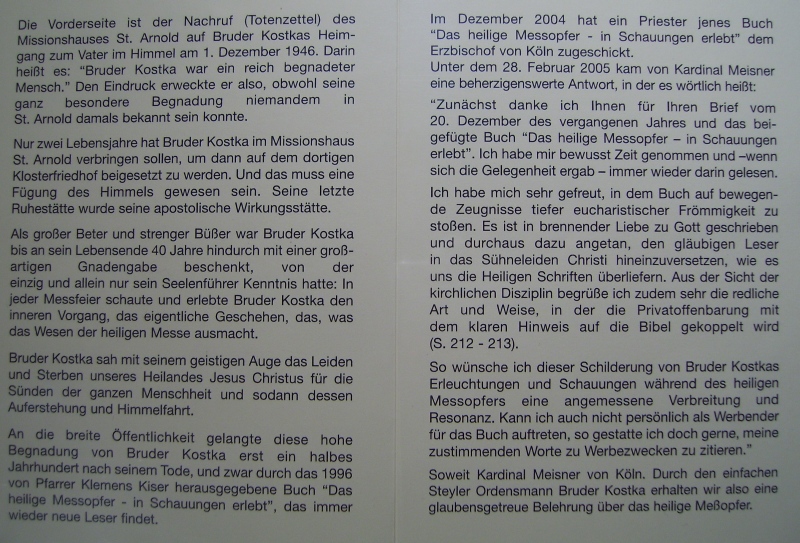 Die Vorderseite ist der Nachruf (Totenzettel) des
Missionshauses St. Arnold auf Bruder Kostkas Heim-
gang zum Vater im Himmel am 1. Dezember 1946. Darin
heißt es: “Bruder Kostka war ein reich begnadeter
Mensch.” Den Eindruck erweckte er also, obwohl seine
ganz besondere Begnadung niemandem in
St. Arnold damals bekannt sein konnte.
Nur zwei Lebensjahre hat Bruder Kostka im Missionshaus
St. Arnold verbringen sollen, um dann auf dem dortigen
Klosterfriedhof beigesetzt zu werden. Und das muss eine
Fügung des Himmels gewesen sein. Seine letzte
Ruhestätte wurde seine apostolische Wirkungsstätte.
Als großer Beter und strenger Büßer war Bruder Kostka
bis an sein Lebensende 40 Jahre hindurch mit einer groß-
artigen Gnadengabe beschenkt, von der
einzig und allein nur sein Seelenführer Kenntnis hatte: In
jeder Messfeier schaute und erlebte Bruder Kostka den
inneren Vorgang, das eigentliche Geschehen, das, was
das Wesen der heiligen Messe ausmacht.
Bruder Kostka sah mit seinem geistigen Auge das Leiden
und Sterben unseres Heilandes Jesus Christus für die
Sünden der ganzen Menschheit und sodann dessen
Auferstehung und Himmelfahrt.
An die breite Öffentlichkeit gelangte diese hohe
Begnadung von Bruder Kostka erst ein halbes
Jahrhundert nach seinem Tode, und zwar durch das 1996
von Pfarrer Klemens Kiser herausgegebene Buch “Das
heilige Messopfer - in Schauungen erlebt”, das immer
wieder neue Leser findet.
Im Dezember 2004 hat ein Priester jenes Buch
“Das heilige Messopfer - in Schauungen erlebt” dem
Erzbischof von Köln zugeschickt.
Unter dem 28. Februar 2005 kam von Kardinal Meisner
eine beherzigenswerte Antwort, in der es wörtlich heißt:
“Zunächst danke ich Ihnen für Ihren Brief vom
20. Dezember des vergangenen Jahres und das bei-
gefügte Buch “Das heilige Messopfer – in Schauungen
erlebt”. Ich habe mir bewusst Zeit genommen und –wenn
sich die Gelegenheit ergab – immer wieder darin gelesen.
Ich habe mich sehr gefreut, in dem Buch auf bewegen-
de Zeugnisse tiefer eucharistischer Frömmigkeit zu
stoßen. Es ist in brennender Liebe zu Gott geschrieben
und durchaus dazu angetan, den gläubigen Leser
in das Sühneleiden Christi hineinzuversetzen, wie es
uns die Heiligen Schriften überliefern. Aus der Sicht der
kirchlichen Disziplin begrüße ich zudem sehr die redliche
Art und Weise, in der die Privatoffenbarung mit
dem klaren Hinweis auf die Bibel gekoppelt wird
(S. 212 - 213).
So wünsche ich dieser Schilderung von Bruder Kostkas
Erleuchtungen und Schauungen während des heiligen
Messopfers eine angemessene Verbreitung und
Resonanz. Kann ich auch nicht persönlich als Werbender
für das Buch auftreten, so gestatte ich doch gerne, meine
zustimmenden Worte zu Werbezwecken zu zitieren.”
Soweit Kardinal Meisner von Köln. Durch den einfachen
Steyler Ordensmann Bruder Kostka erhalten wir also eine
glaubensgetreue Belehrung über das heilige Meßopfer.